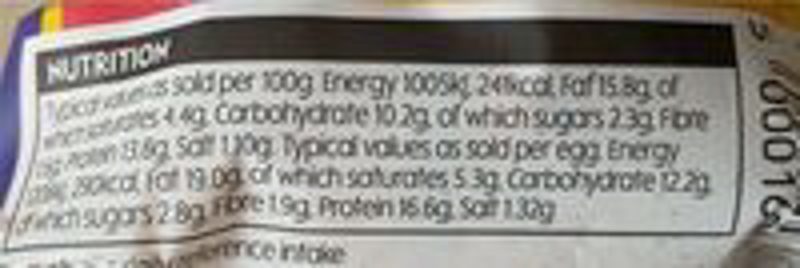 NUTRITION
Typical values as sold per 100g. Energy 1005kJ, 241kcal, Fat 15.8g, of
which saturates 4.4g, Carbohydrate 10.2g, of which sugars 2.3g, Fibre
Protein 13.8g, Salt 1.10g. Typical values as sold per egg. Energy
Fat 19.0g, of which saturates 5.3g, Carbohydrate 12.2g,
of which sugars 2.8g, Fibre 1.9g, Protein 16.6g, Salt 1.32g
reference intake